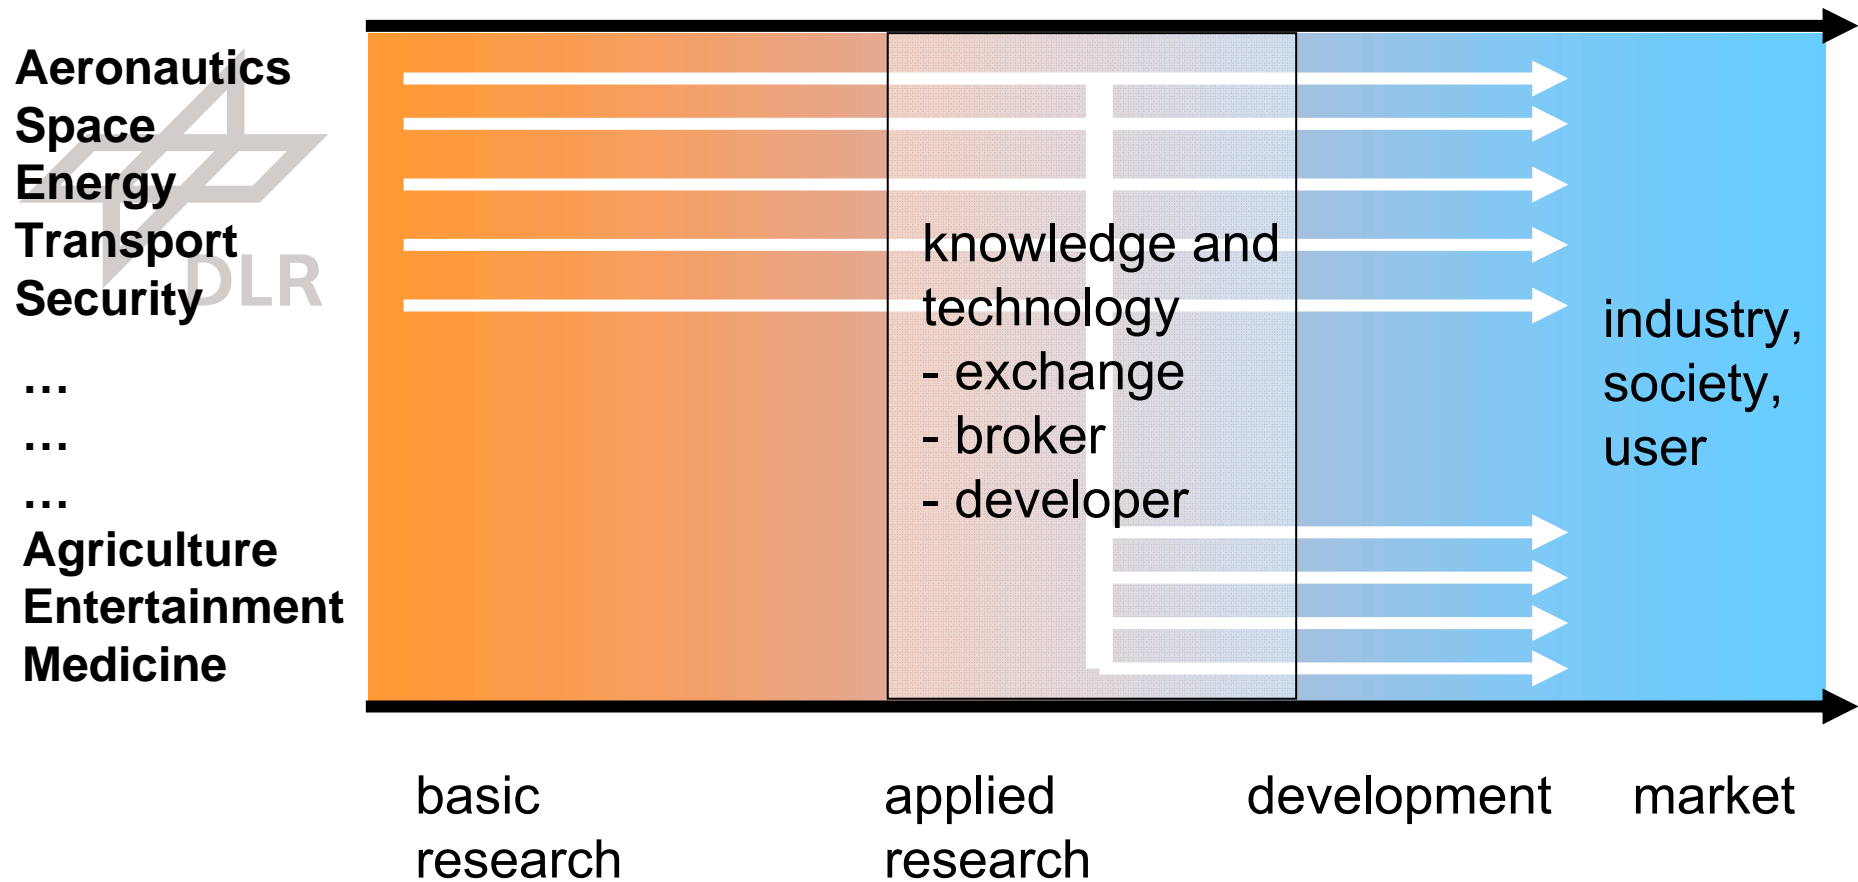 Aeronautics
Space
Energy
Transport
Security
DLR
...
...
...
Agriculture
Entertainment
Medicine
knowledge and
technology
- exchange
- broker
- developer
industry,
society,
user
basic
research
applied
research
development
market